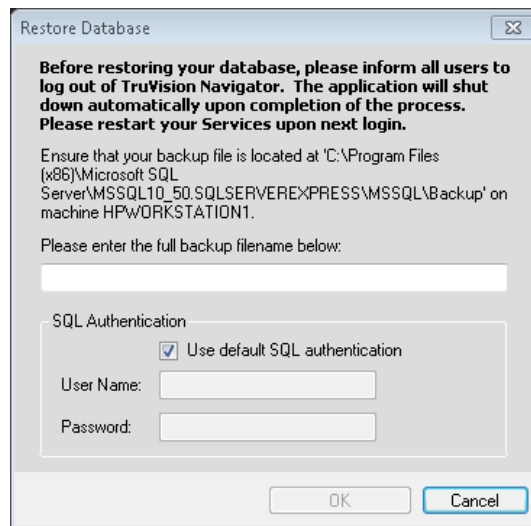 Restore Database
Before restoring your database, please inform all users to
log out of TruVision Navigator. The application will shut
down automatically upon completion of the process.
Please restart your Services upon next login.
Ensure that your backup file is located at 'C:\Program Files
(x86)\Microsoft SQL
Server\MSSQL10_50.SQLSERVEREXPRESS\MSSQL\Backup' on
machine HPWORKSTATION1.
Please enter the full backup filename below:
SQL Authentication
Use default SQL authentication
User Name:
Password:
OK Cancel